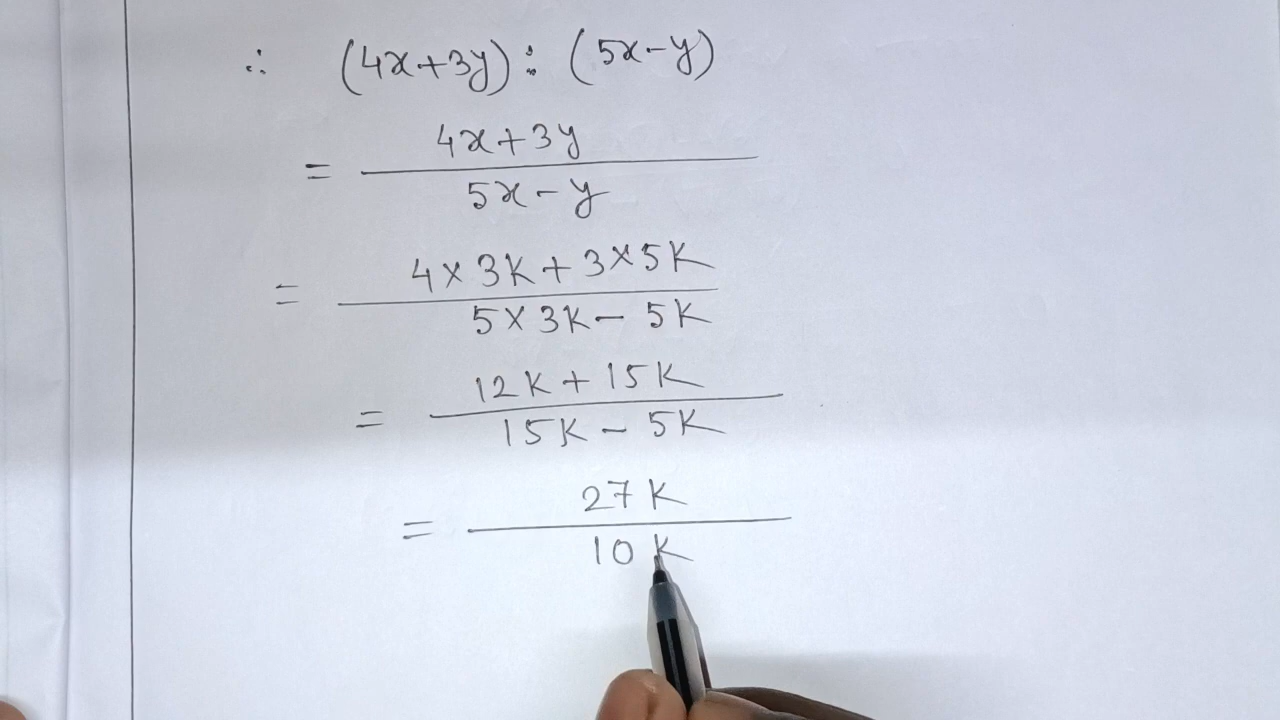 ∴ (4x+3y) : (5x-y)
= 4x+3y
5x-y
= 4×3K+3×5K
5×3K-5K
= 12K+15K
15K-5K
= 27K
10K